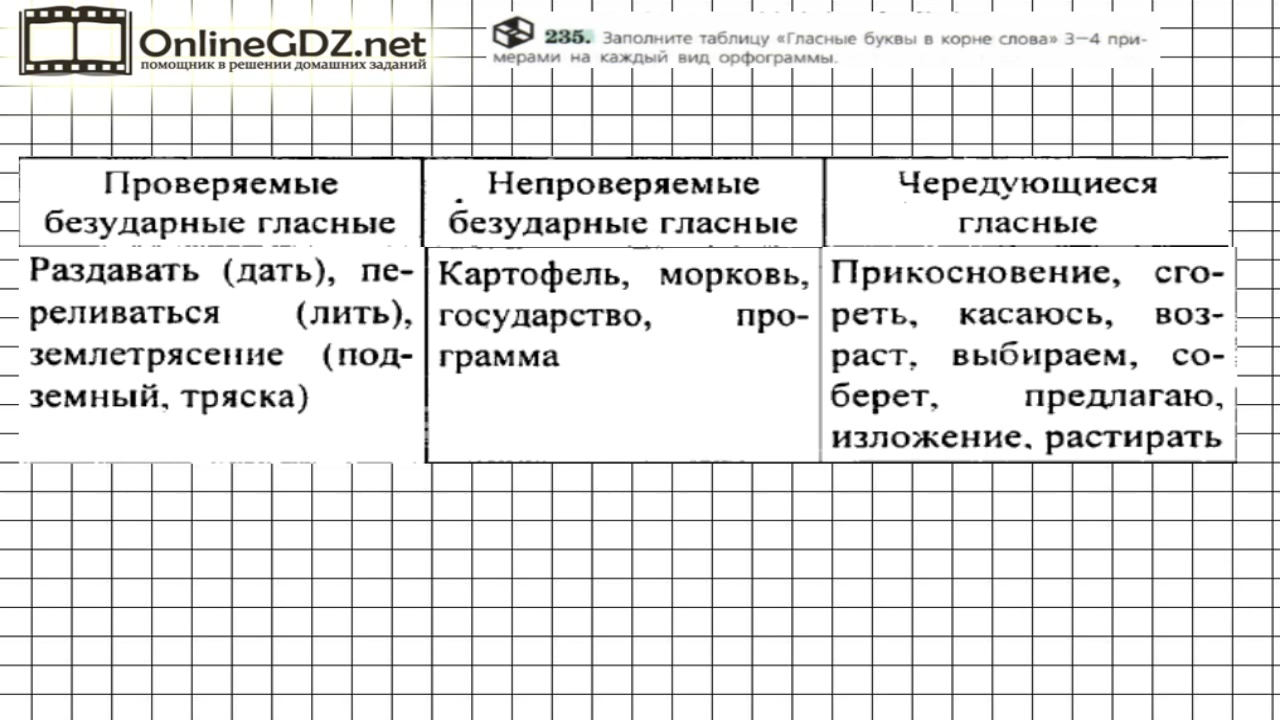 OnlineGDZ.net
помощник в решении домашних заданий
235. Заполните таблицу «Гласные буквы в корне слова» 3—4 при-
мерами на каждый вид орфограммы.
Проверяемые
безударные гласные
Непроверяемые
безударные гласные
Чередующиеся
гласные
Раздавать (дать), пе-
реливаться (лить),
землетрясение (под-
земный, тряска)
Картофель, морковь,
государство, про-
грамма
Прикосновение, сго-
реть, касаюсь, воз-
раст, выбираем, со-
берет, предлагаю,
изложение, растирать